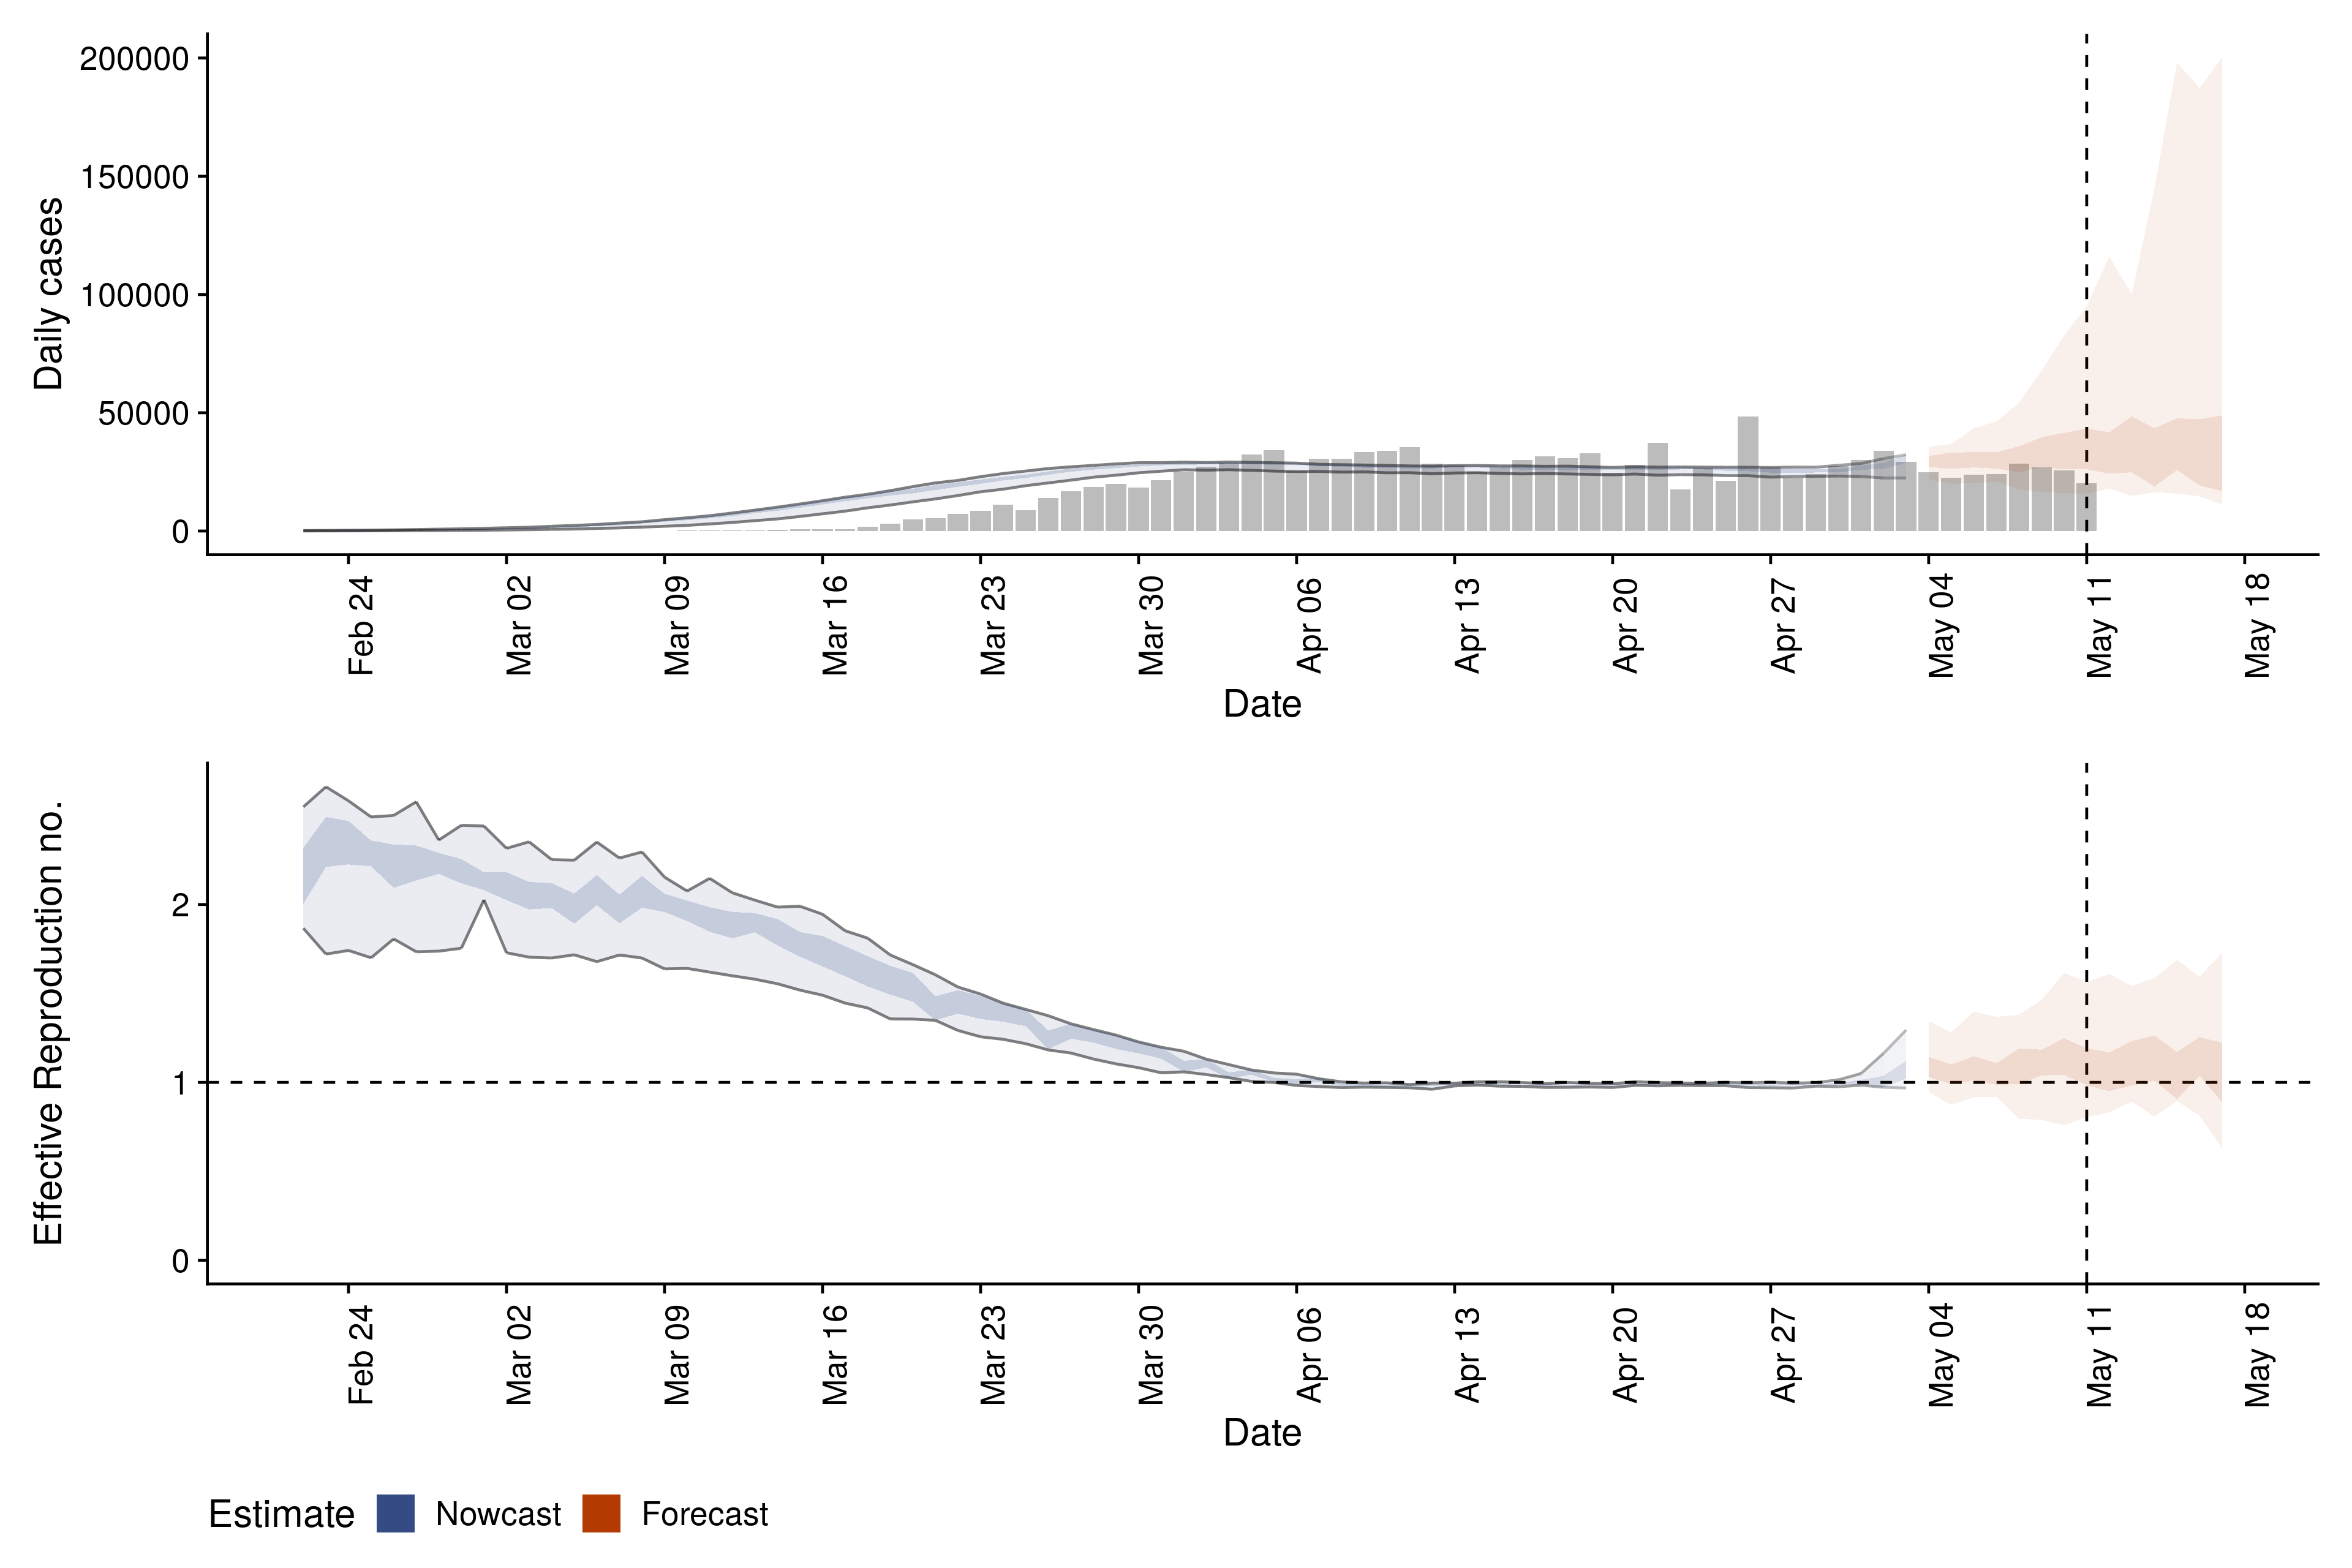 Daily cases
200000
150000
100000
50000
0
Feb 24
Mar 02
Mar 09
Mar 16
Mar 23
Mar 30
Apr 06
Apr 13
Apr 20
Apr 27
May 04
May 11
May 18
Date
Effective Reproduction no.
2
1
0
Feb 24
Mar 02
Mar 09
Mar 16
Mar 23
Mar 30
Apr 06
Apr 13
Apr 20
Apr 27
May 04
May 11
May 18
Date
Estimate Nowcast Forecast